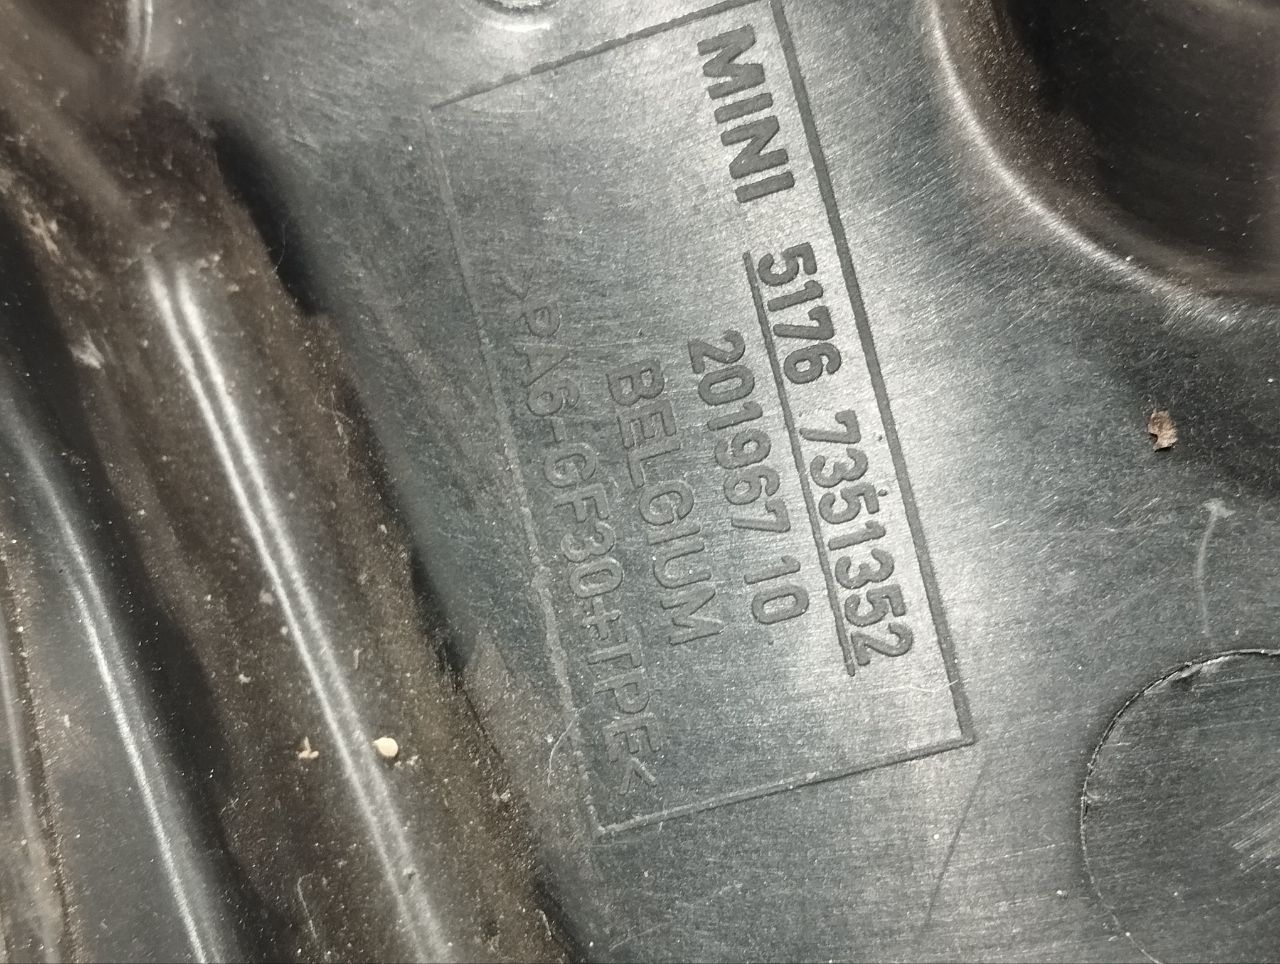 MINI 5176 7351352
201967 10
BELGIUM
>PA6-GF30+TPE<